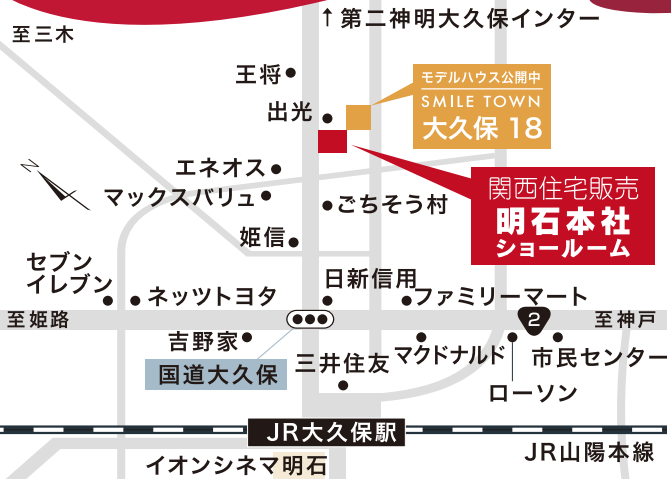 ↑第二神明大久保インター
至三木
王将
モデルハウス公開中
SMILE TOWN
大久保 18
出光
N
エネオス
マックスバリュ
関西住宅販売
明石本社
ショールーム
ごちそう村
姫信
セブン
イレブン
ネッツトヨタ
日新信用
ファミリーマート
至姫路
2
至神戸
吉野家
国道大久保
三井住友
マクドナルド
市民センター
ローソン
JR大久保駅
JR山陽本線
イオンシネマ明石